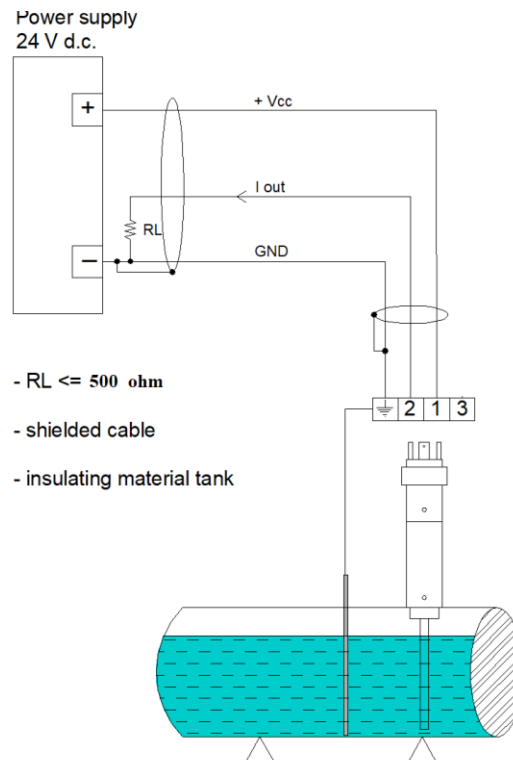 Power supply
24 V d.c.
+
+ Vcc
I out
RL
−
GND
- RL <= 500 ohm
2 1 3
- shielded cable
- insulating material tank